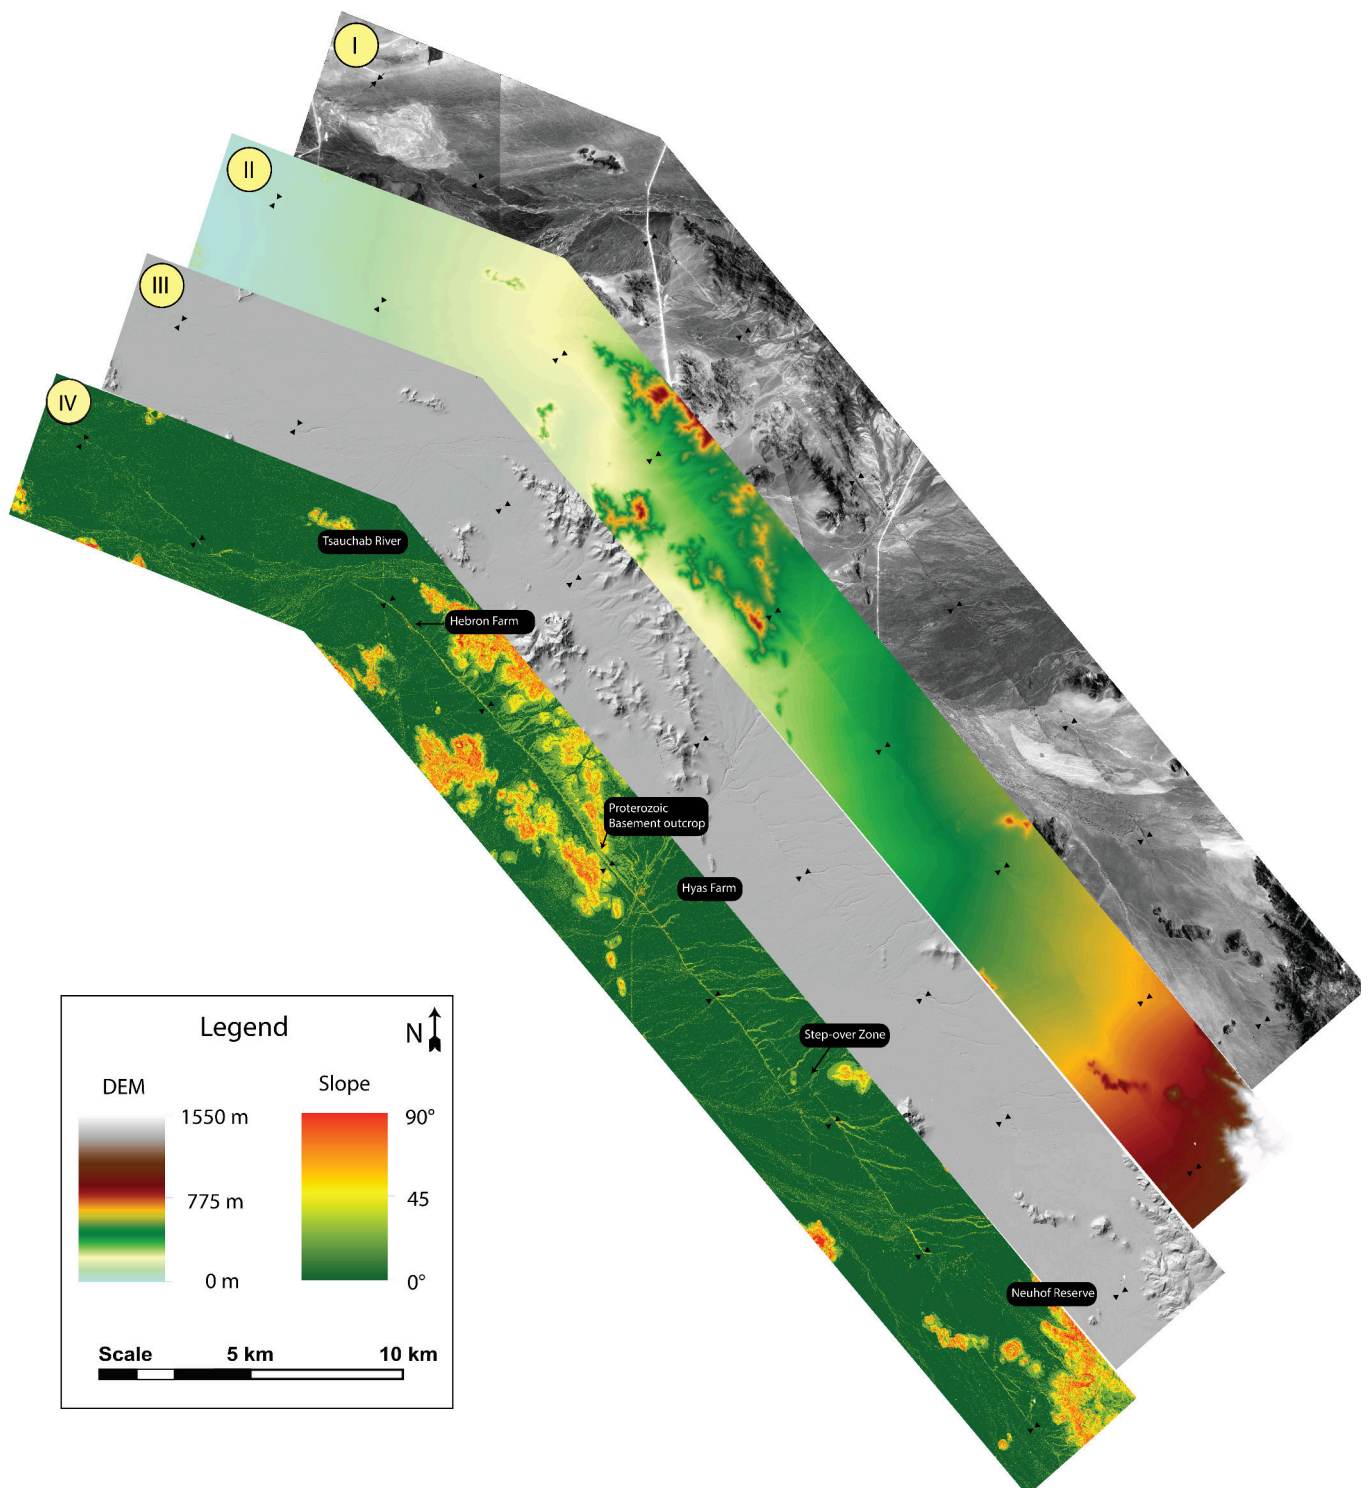 I
II
III
IV
Tsauchab River
Hebron Farm
Proterozoic
Basement outcrop
Hyas Farm
Step-over Zone
Neuhof Reserve
Legend
N
DEM
Slope
1550 m
775 m
0 m
90°
45
0°
Scale
5 km
10 km